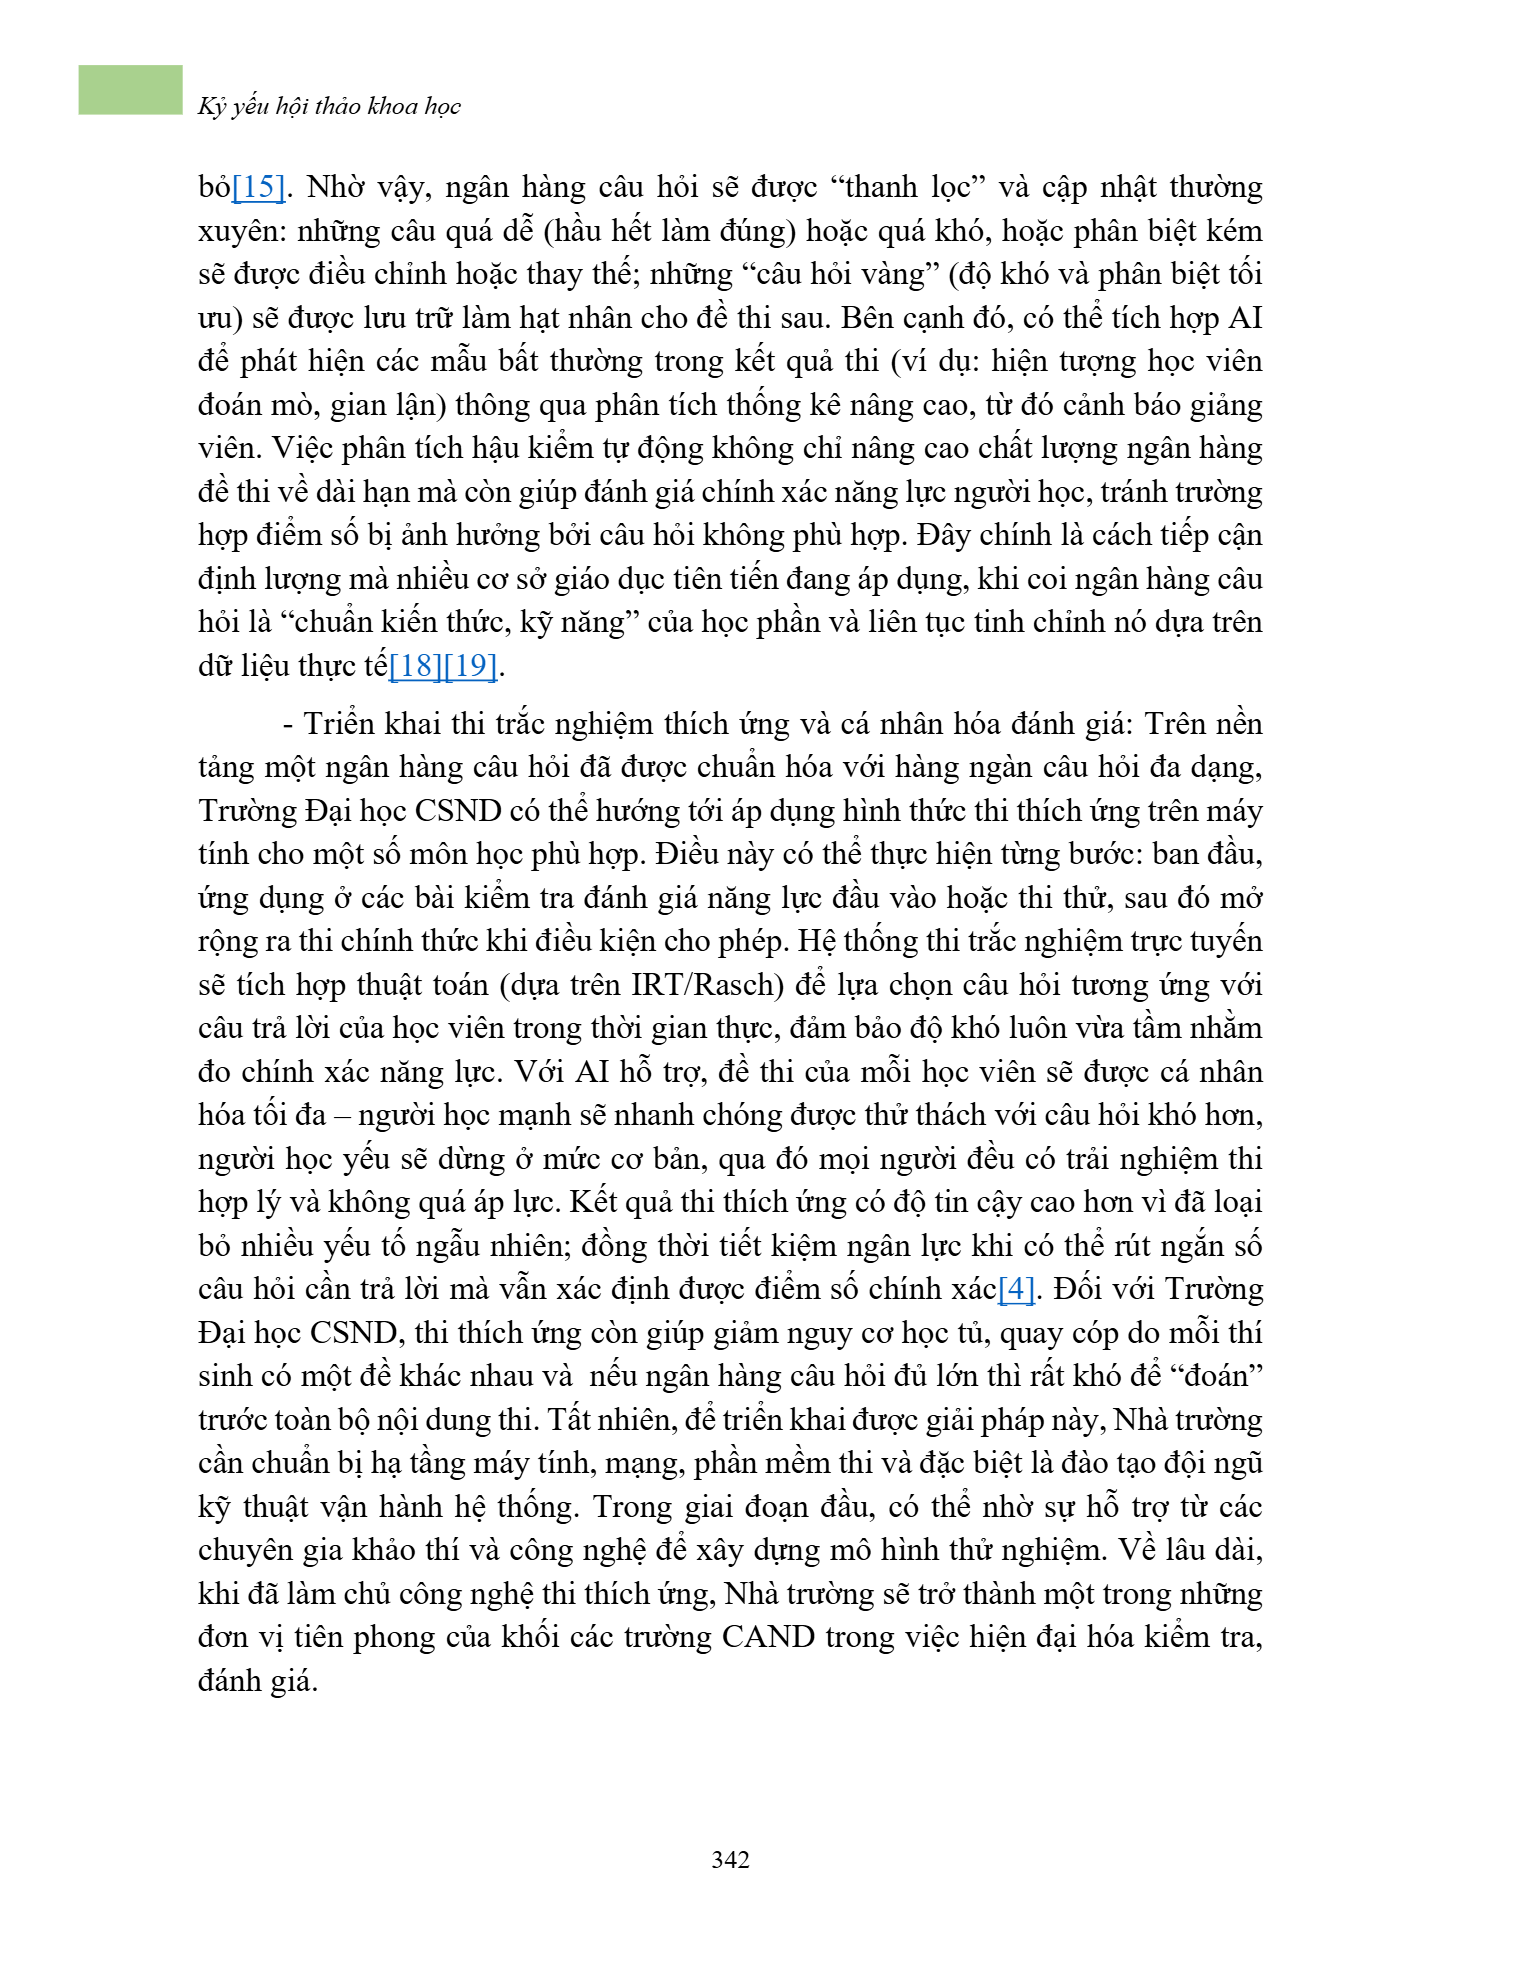 Kỷ yếu hội thảo khoa học
bỏ[15]. Nhờ vậy, ngân hàng câu hỏi sẽ được “thanh lọc” và cập nhật thường
xuyên: những câu quá dễ (hầu hết làm đúng) hoặc quá khó, hoặc phân biệt kém
sẽ được điều chỉnh hoặc thay thế; những “câu hỏi vàng” (độ khó và phân biệt tối
ưu) sẽ được lưu trữ làm hạt nhân cho đề thi sau. Bên cạnh đó, có thể tích hợp AI
để phát hiện các mẫu bất thường trong kết quả thi (ví dụ: hiện tượng học viên
đoán mò, gian lận) thông qua phân tích thống kê nâng cao, từ đó cảnh báo giảng
viên. Việc phân tích hậu kiểm tự động không chỉ nâng cao chất lượng ngân hàng
đề thi về dài hạn mà còn giúp đánh giá chính xác năng lực người học, tránh trường
hợp điểm số bị ảnh hưởng bởi câu hỏi không phù hợp. Đây chính là cách tiếp cận
định lượng mà nhiều cơ sở giáo dục tiên tiến đang áp dụng, khi coi ngân hàng câu
hỏi là “chuẩn kiến thức, kỹ năng” của học phần và liên tục tinh chỉnh nó dựa trên
dữ liệu thực tế[18][19].
- Triển khai thi trắc nghiệm thích ứng và cá nhân hóa đánh giá: Trên nền
tảng một ngân hàng câu hỏi đã được chuẩn hóa với hàng ngàn câu hỏi đa dạng,
Trường Đại học CSND có thể hướng tới áp dụng hình thức thi thích ứng trên máy
tính cho một số môn học phù hợp. Điều này có thể thực hiện từng bước: ban đầu,
ứng dụng ở các bài kiểm tra đánh giá năng lực đầu vào hoặc thi thử, sau đó mở
rộng ra thi chính thức khi điều kiện cho phép. Hệ thống thi trắc nghiệm trực tuyến
sẽ tích hợp thuật toán (dựa trên IRT/Rasch) để lựa chọn câu hỏi tương ứng với
câu trả lời của học viên trong thời gian thực, đảm bảo độ khó luôn vừa tầm nhằm
đo chính xác năng lực. Với AI hỗ trợ, đề thi của mỗi học viên sẽ được cá nhân
hóa tối đa – người học mạnh sẽ nhanh chóng được thử thách với câu hỏi khó hơn,
người học yếu sẽ dừng ở mức cơ bản, qua đó mọi người đều có trải nghiệm thi
hợp lý và không quá áp lực. Kết quả thi thích ứng có độ tin cậy cao hơn vì đã loại
bỏ nhiều yếu tố ngẫu nhiên; đồng thời tiết kiệm ngân lực khi có thể rút ngắn số
câu hỏi cần trả lời mà vẫn xác định được điểm số chính xác[4]. Đối với Trường
Đại học CSND, thi thích ứng còn giúp giảm nguy cơ học tủ, quay cóp do mỗi thí
sinh có một đề khác nhau và  nếu ngân hàng câu hỏi đủ lớn thì rất khó để “đoán”
trước toàn bộ nội dung thi. Tất nhiên, để triển khai được giải pháp này, Nhà trường
cần chuẩn bị hạ tầng máy tính, mạng, phần mềm thi và đặc biệt là đào tạo đội ngũ
kỹ thuật vận hành hệ thống. Trong giai đoạn đầu, có thể nhờ sự hỗ trợ từ các
chuyên gia khảo thí và công nghệ để xây dựng mô hình thử nghiệm. Về lâu dài,
khi đã làm chủ công nghệ thi thích ứng, Nhà trường sẽ trở thành một trong những
đơn vị tiên phong của khối các trường CAND trong việc hiện đại hóa kiểm tra,
đánh giá.
342